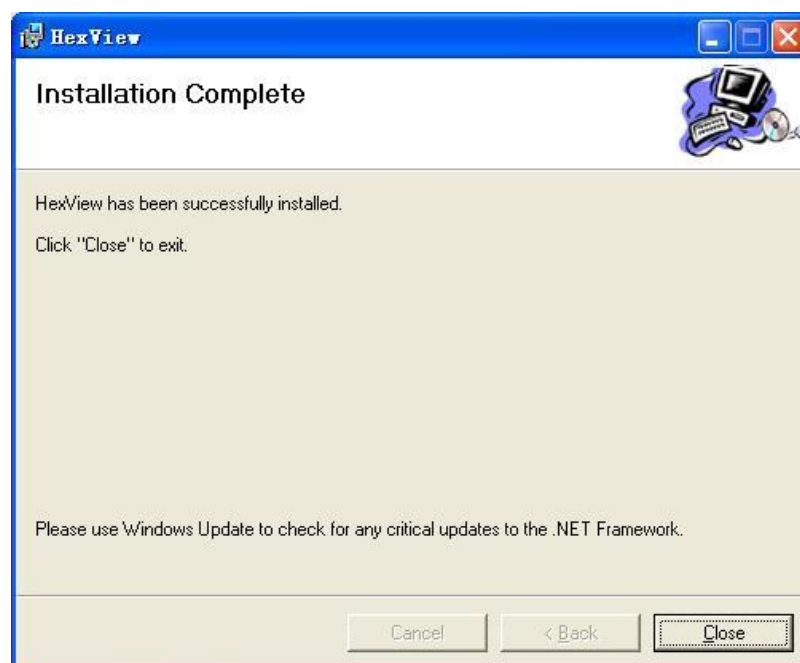 HexView
Installation Complete
HexView has been successfully installed.
Click "Close" to exit.
Please use Windows Update to check for any critical updates to the .NET Framework.
Cancel
< Back
Close